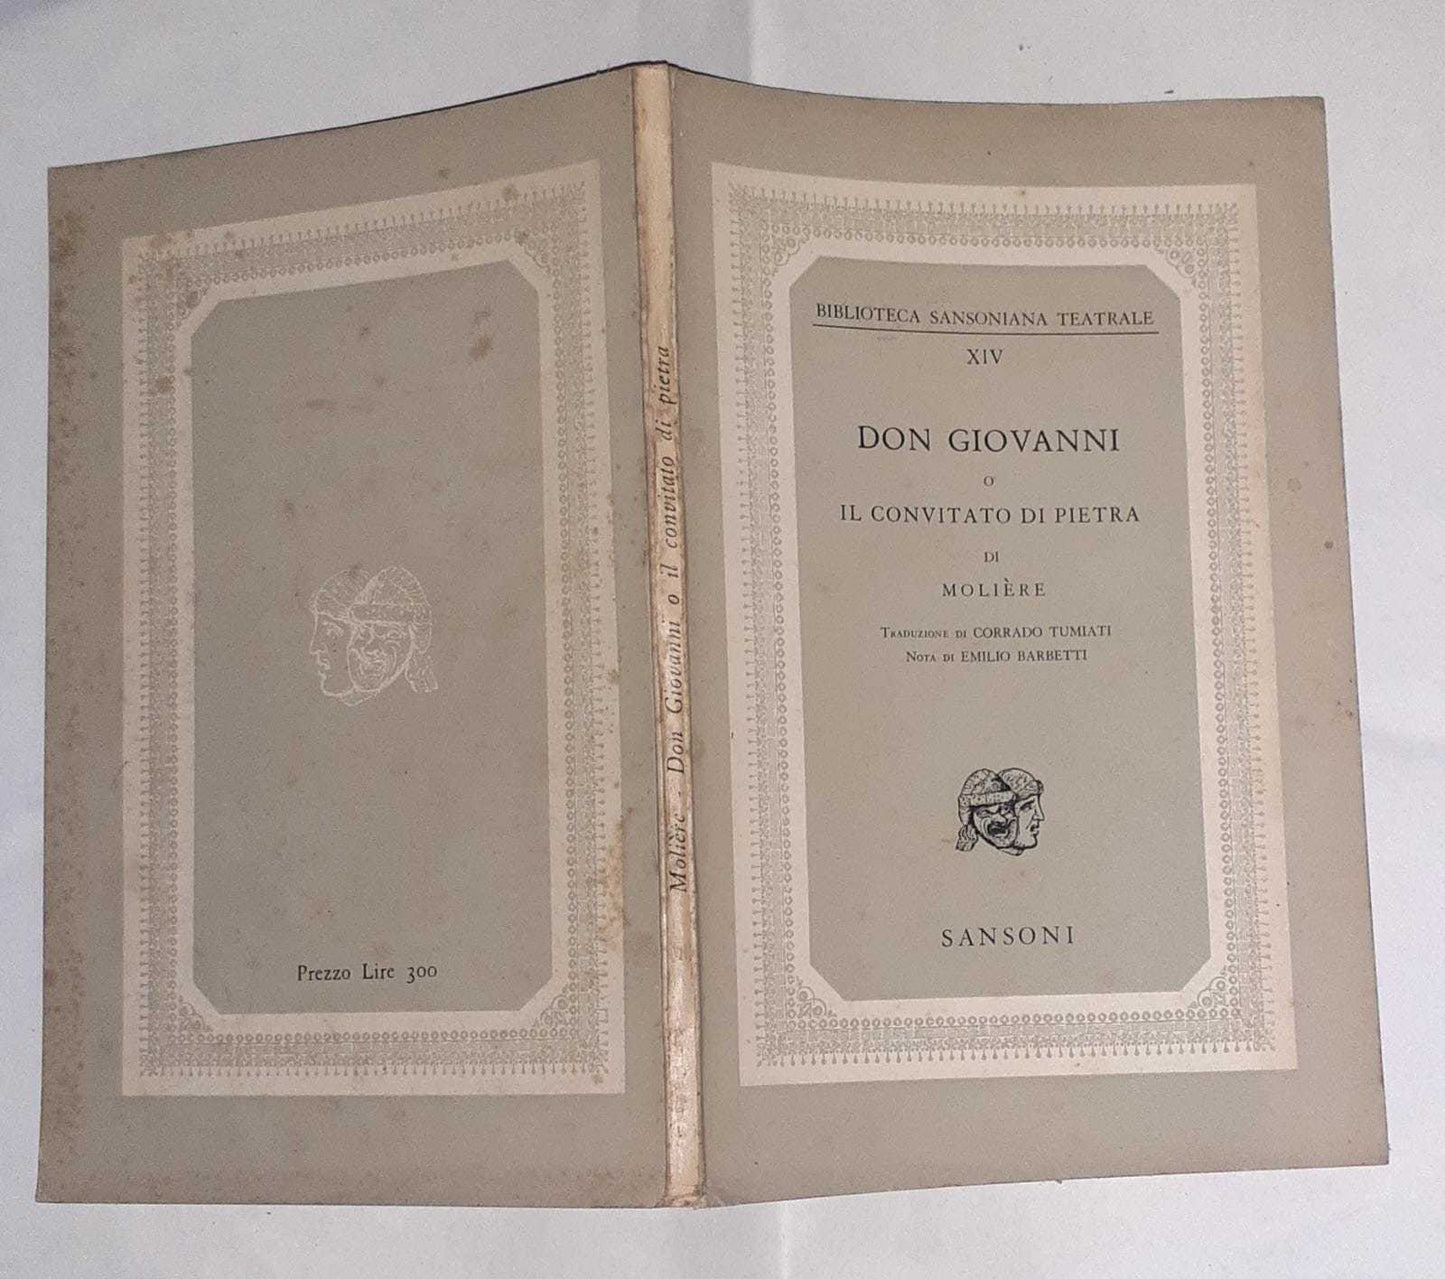 BIBLIOTECA SANSONIANA TEATRALE
XIV
DON GIOVANNI
O
IL CONVITATO DI PIETRA
DI
MOLIÈRE
TRADUZIONE DI CORRADO TUMIATI
NOTA DI EMILIO BARBETTI
SANSONI
Molière - Don Giovanni o il convitato di pietra
Prezzo Lire 300